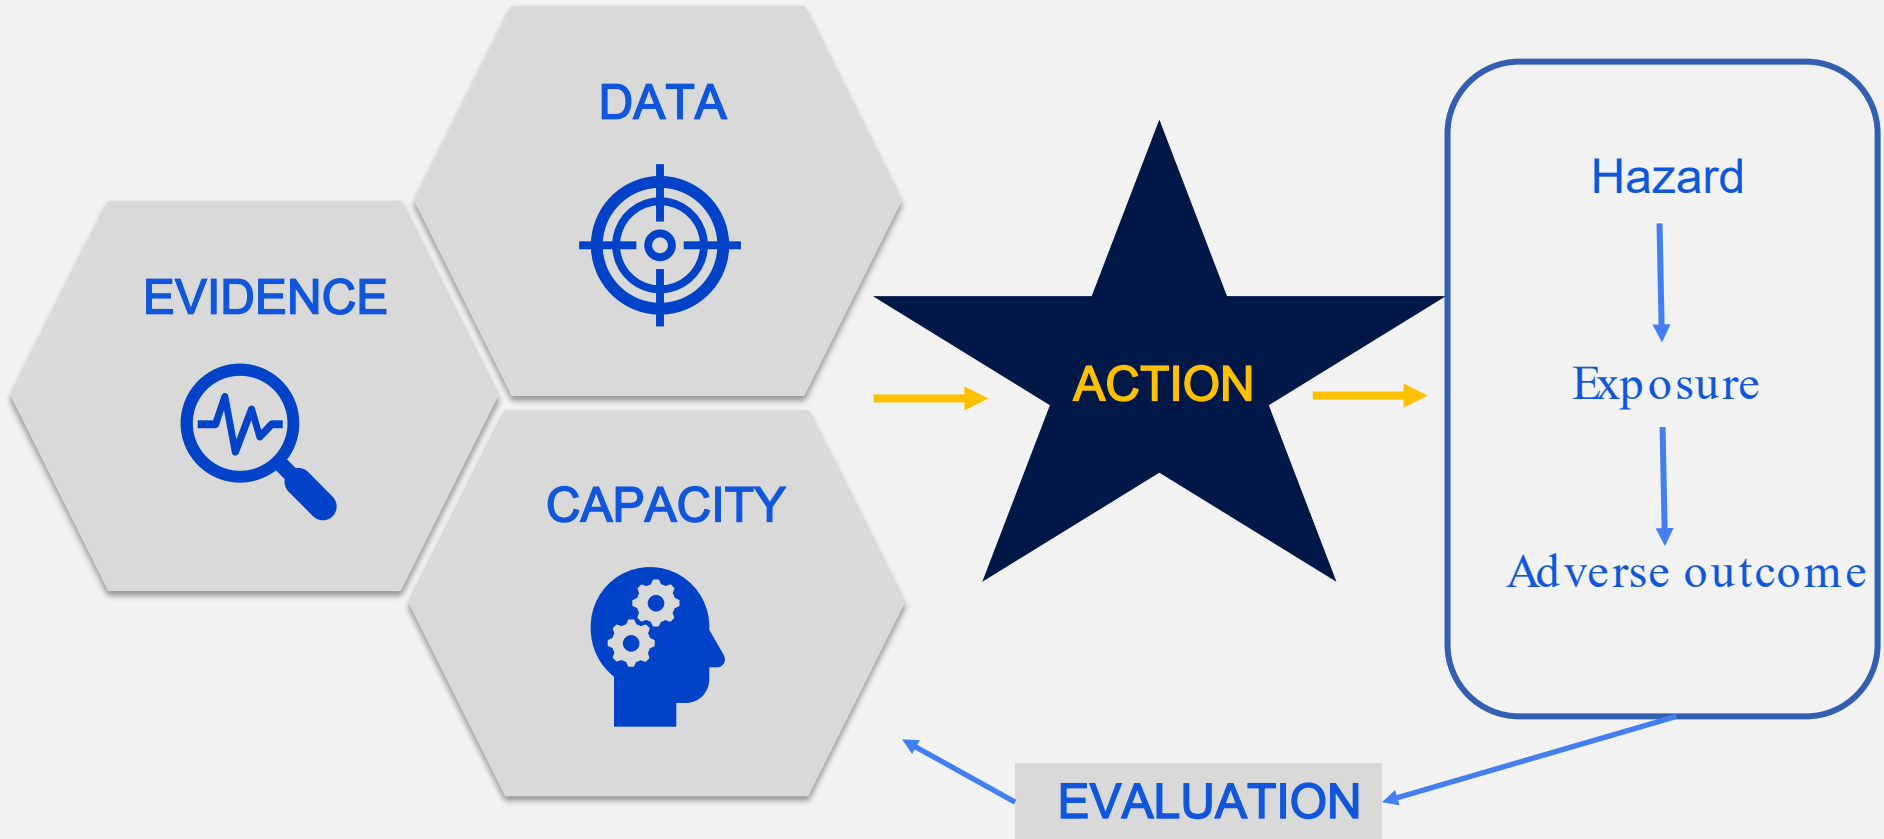 DATA
EVIDENCE
CAPACITY
ACTION
Hazard
Exposure
Adverse outcome
EVALUATION